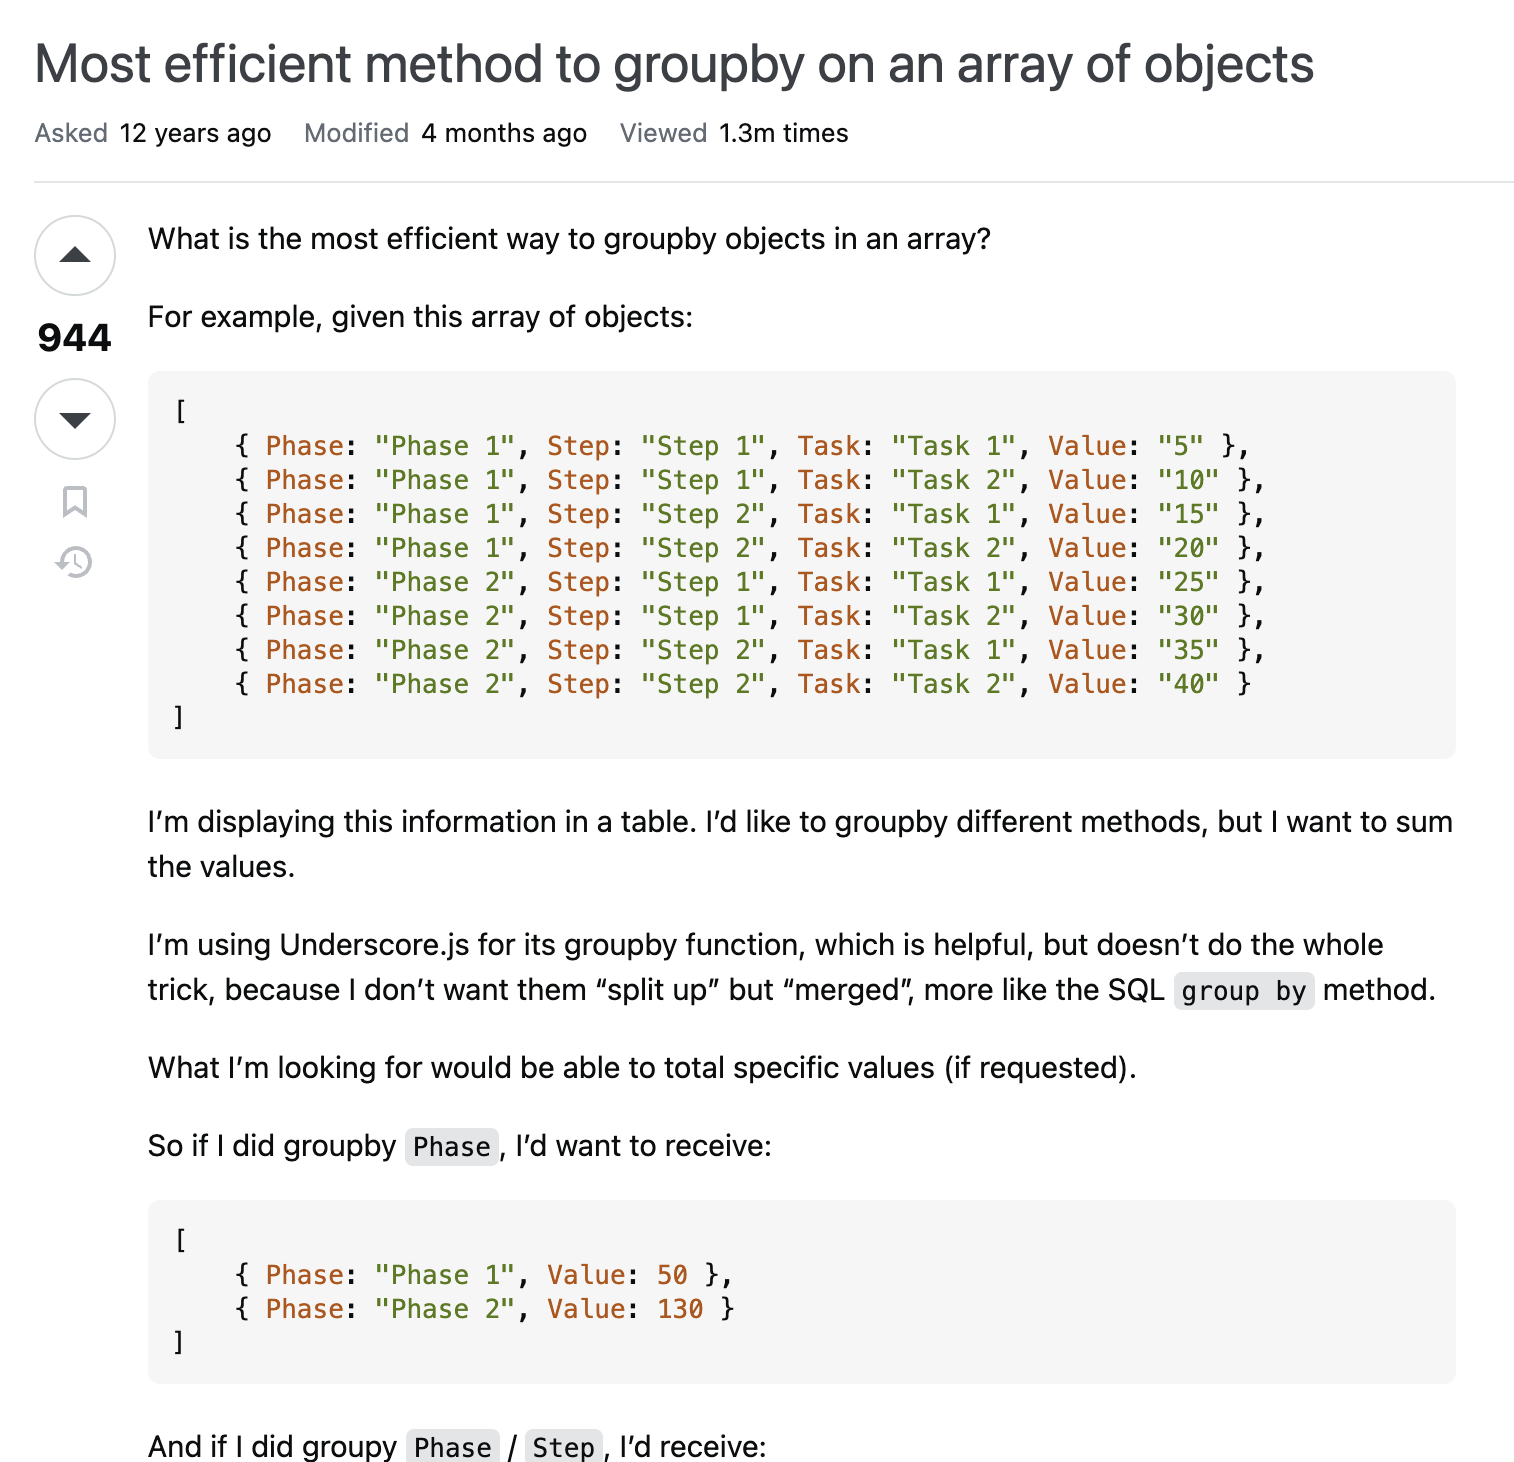 Most efficient method to groupby on an array of objects
Asked 12 years ago Modified 4 months ago Viewed 1.3m times
944
What is the most efficient way to groupby objects in an array?
For example, given this array of objects:
[
    { Phase: "Phase 1", Step: "Step 1", Task: "Task 1", Value: "5" },
    { Phase: "Phase 1", Step: "Step 1", Task: "Task 2", Value: "10" },
    { Phase: "Phase 1", Step: "Step 2", Task: "Task 1", Value: "15" },
    { Phase: "Phase 1", Step: "Step 2", Task: "Task 2", Value: "20" },
    { Phase: "Phase 2", Step: "Step 1", Task: "Task 1", Value: "25" },
    { Phase: "Phase 2", Step: "Step 1", Task: "Task 2", Value: "30" },
    { Phase: "Phase 2", Step: "Step 2", Task: "Task 1", Value: "35" },
    { Phase: "Phase 2", Step: "Step 2", Task: "Task 2", Value: "40" }
]
I’m displaying this information in a table. I’d like to groupby different methods, but I want to sum
the values.
I’m using Underscore.js for its groupby function, which is helpful, but doesn’t do the whole
trick, because I don’t want them “split up” but “merged”, more like the SQL group by method.
What I’m looking for would be able to total specific values (if requested).
So if I did groupby Phase, I’d want to receive:
[
    { Phase: "Phase 1", Value: 50 },
    { Phase: "Phase 2", Value: 130 }
]
And if I did groupy Phase / Step, I’d receive: